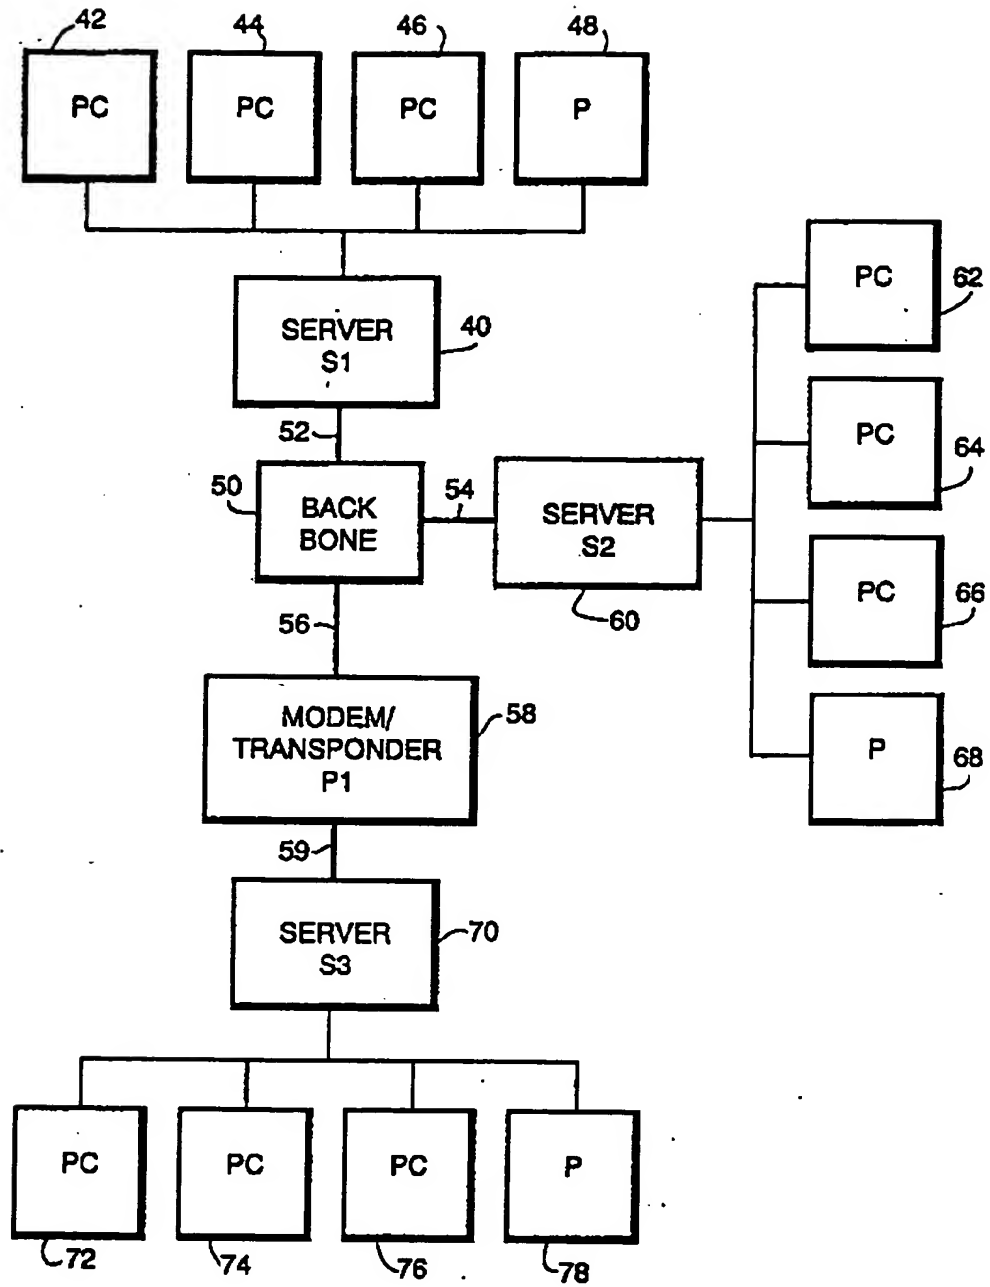 42 44 46 48
PC PC PC P
SERVER
S1
40
52
50
BACK
BONE
54
SERVER
S2
60
PC
62
PC
64
PC
66
P
68
56
MODEM/
TRANSPONDER
P1
58
59
SERVER
S3
70
PC PC PC P
72 74 76 78